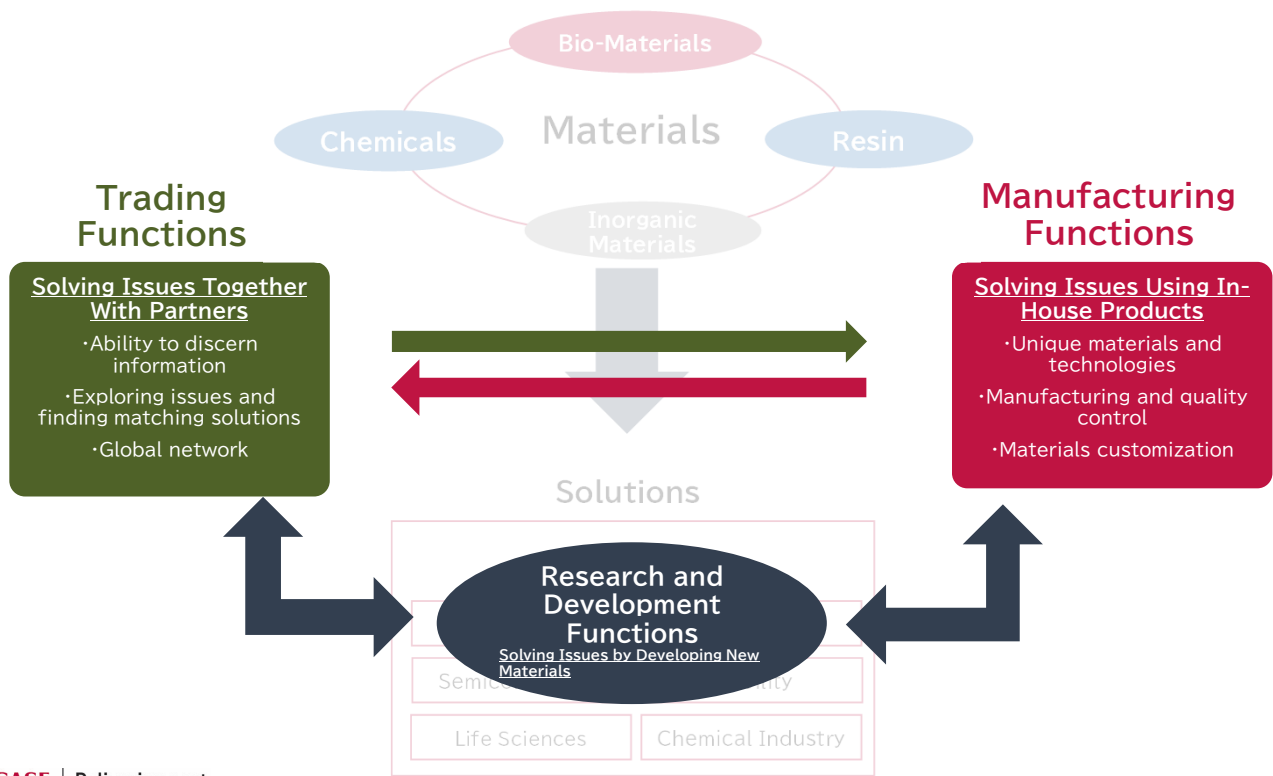 Bio-Materials
Chemicals
Materials
Resin
Inorganic
Materials
Trading
Functions
Solving Issues Together
With Partners
・Ability to discern
information
・Exploring issues and
finding matching solutions
・Global network
Manufacturing
Functions
Solving Issues Using In-
House Products
・Unique materials and
technologies
・Manufacturing and quality
control
・Materials customization
Solutions
Research and
Development
Functions
Solving Issues by Developing New
Materials
Life Sciences
Chemical Industry